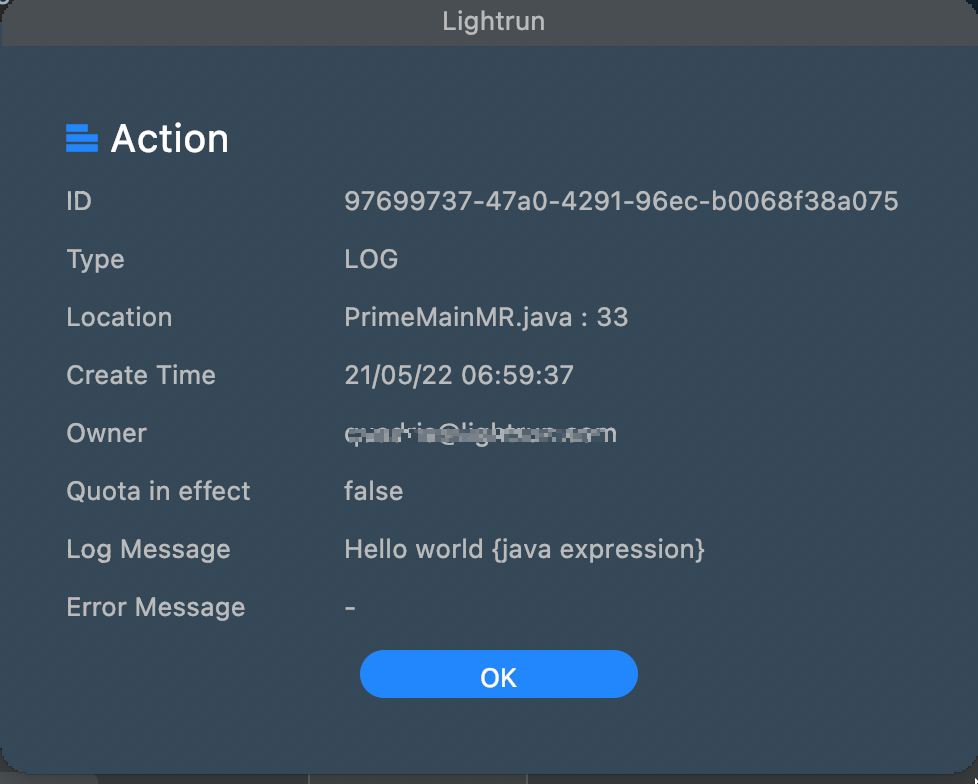 Lightrun
Action
ID 97699737-47a0-4291-96ec-b0068f38a075
Type LOG
Location PrimeMainMR.java : 33
Create Time 21/05/22 06:59:37
Owner
Quota in effect false
Log Message Hello world {java expression}
Error Message -
OK